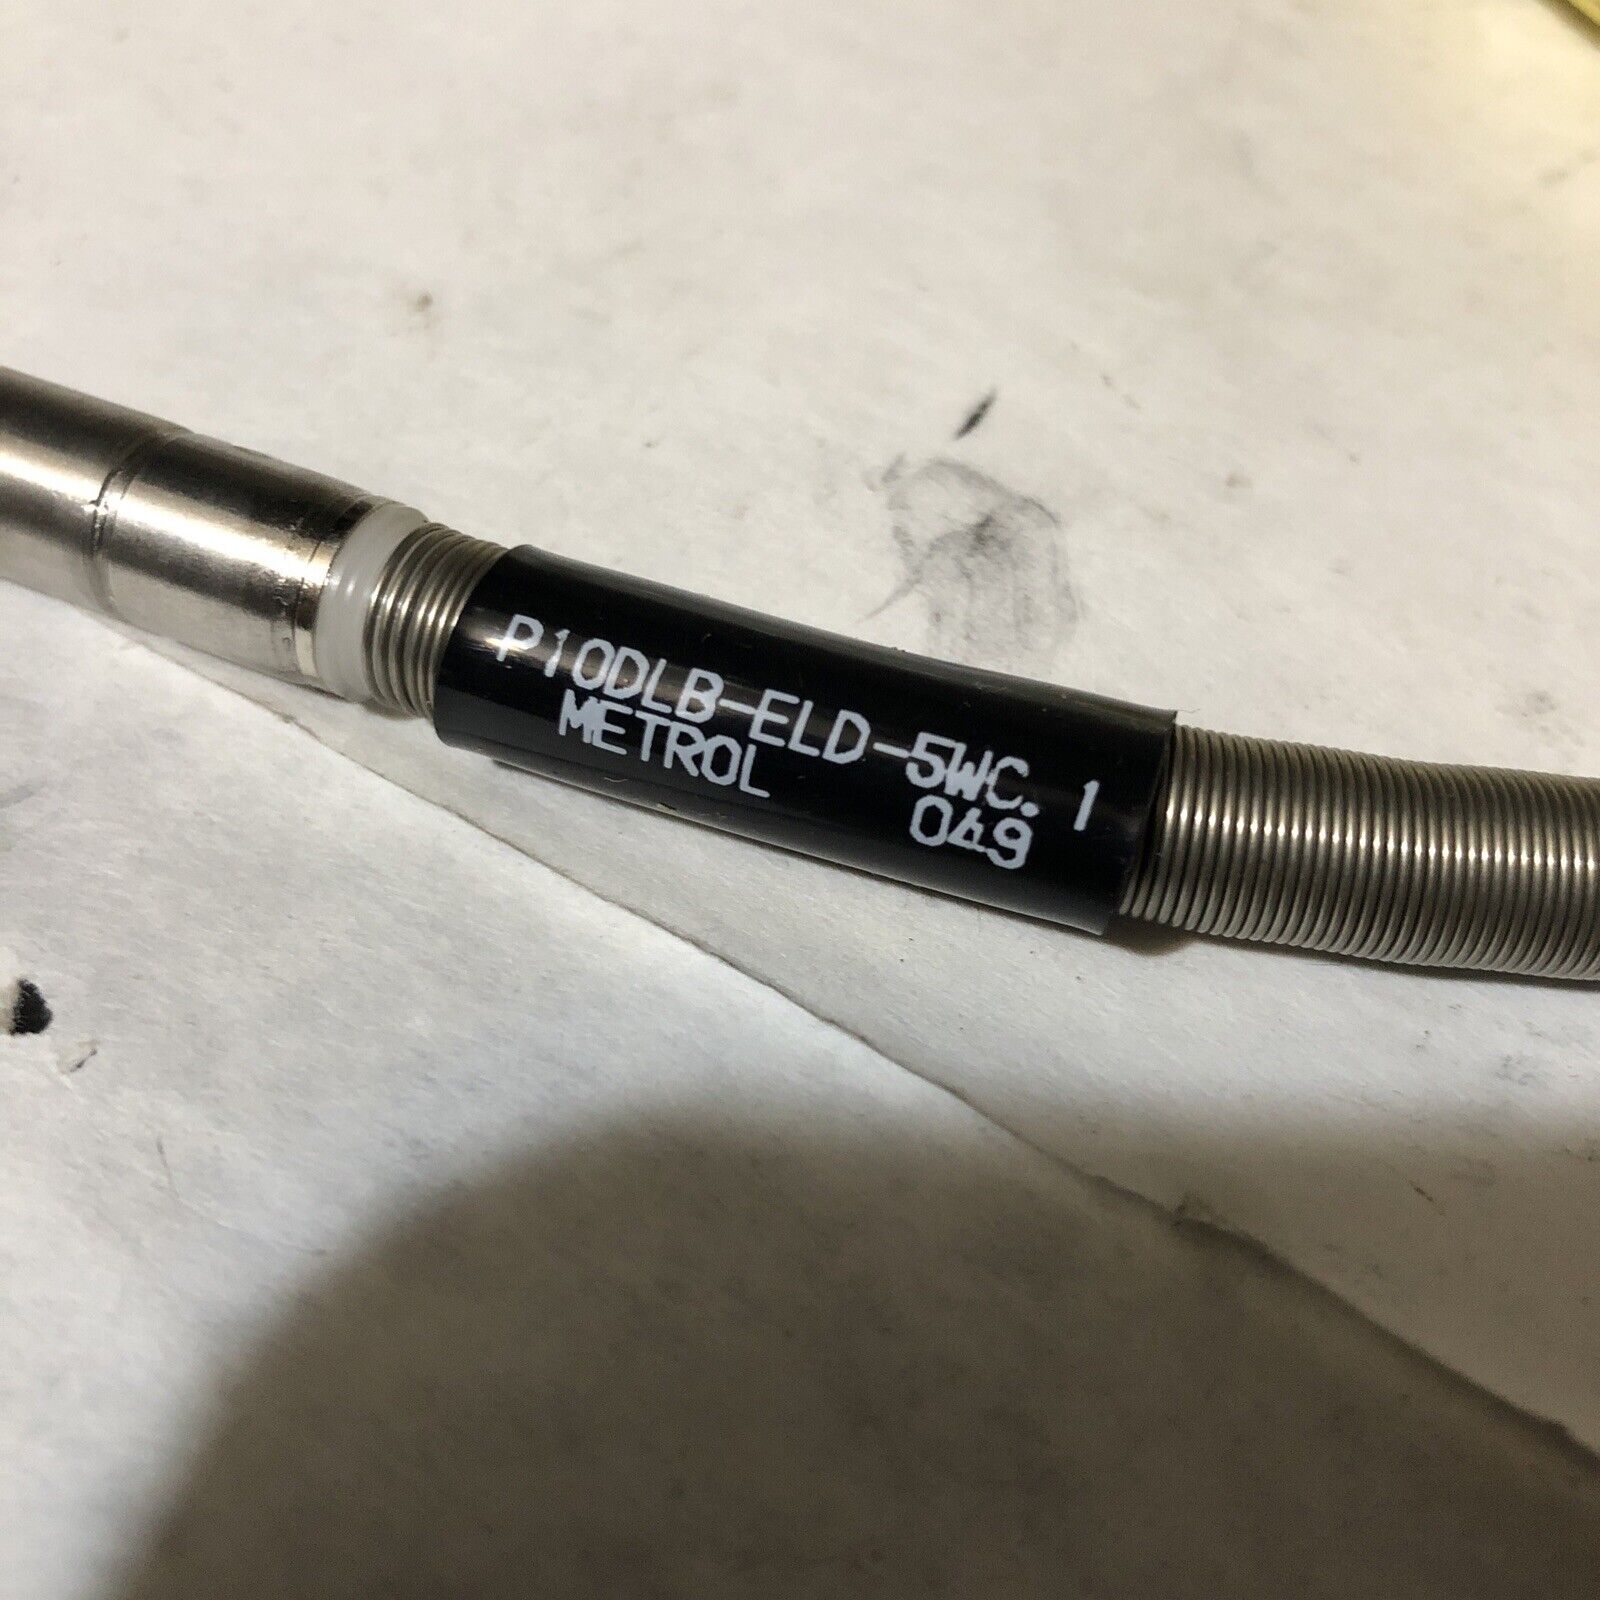 P10DLB-ELD-5WC.1
METROL 049